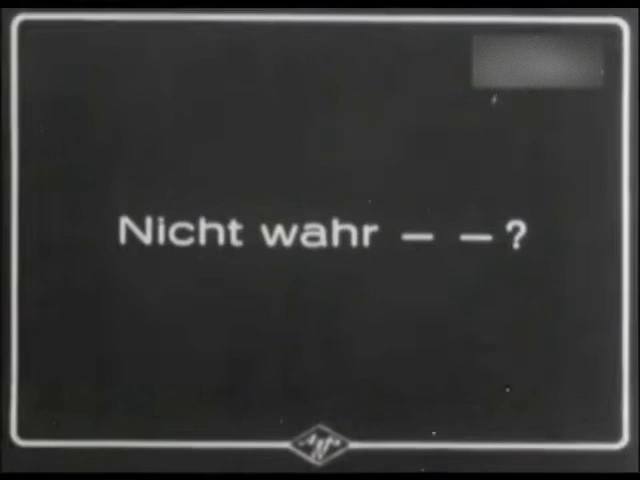 Nicht wahr — — ?